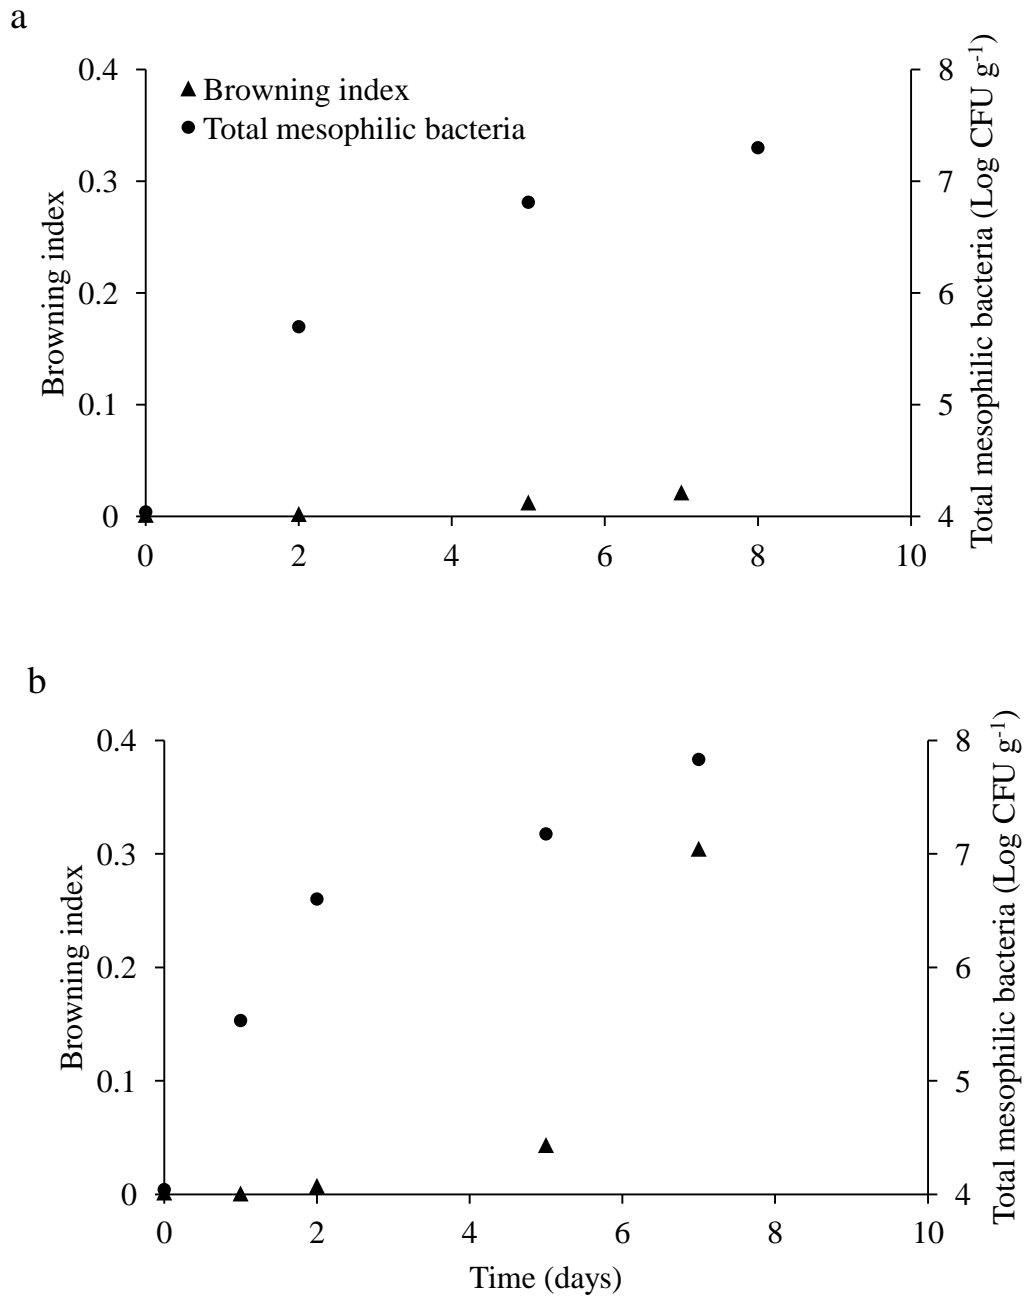 a
Browning index
Total mesophilic bacteria
0.4
0.3
0.2
0.1
0
Browning index
8
7
6
5
4
Total mesophilic bacteria (Log CFU g-1)
0 2 4 6 8 10
b
0.4
0.3
0.2
0.1
0
Browning index
8
7
6
5
4
Total mesophilic bacteria (Log CFU g-1)
0 2 4 6 8 10
Time (days)